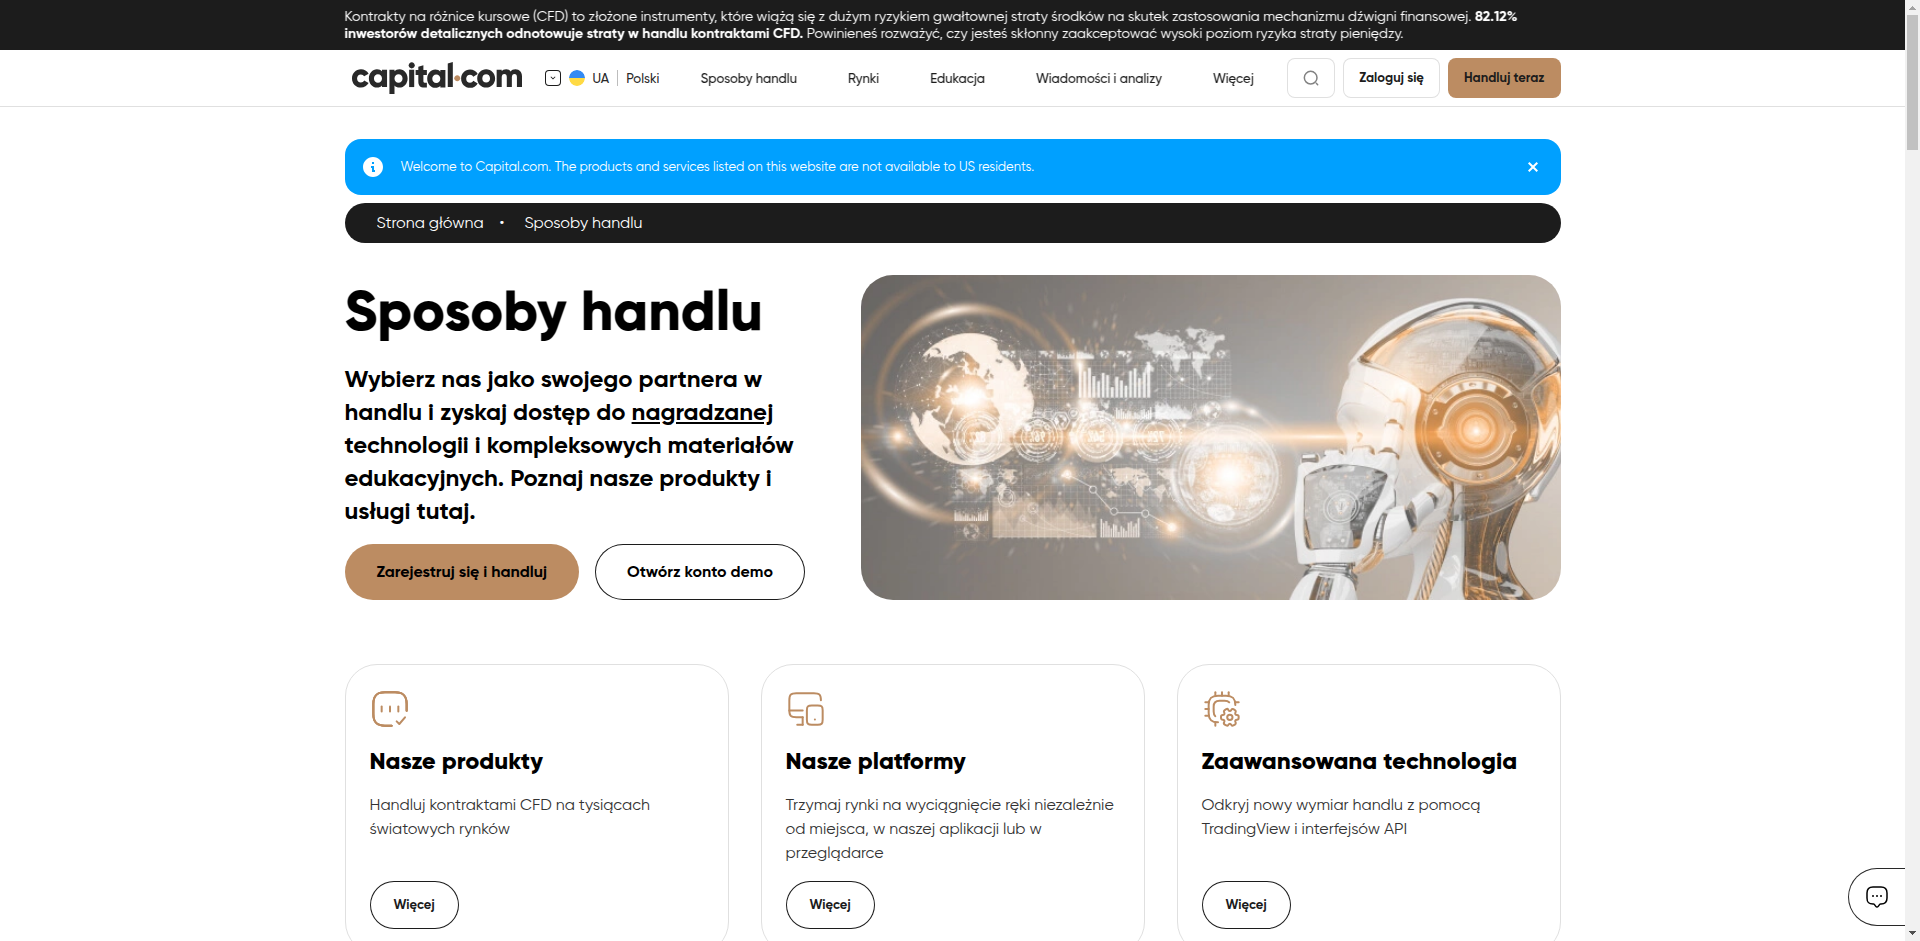 Kontrakty na różnice kursowe (CFD) to złożone instrumenty, które wiążą się z dużym ryzykiem gwałtownej straty środków na skutek zastosowania mechanizmu dźwigni finansowej. 82.12%
inwestorów detalicznych odnotowuje straty w handlu kontraktami CFD. Powinieneś rozważyć, czy jesteś skłonny zaakceptować wysoki poziom ryzyka straty pieniędzy.
capital.com UA Polski Sposoby handlu Rynki Edukacja Wiadomości i analizy Więcej Zaloguj się Handluj teraz
Welcome to Capital.com. The products and services listed on this website are not available to US residents.
Strona główna • Sposoby handlu
Sposoby handlu
Wybierz nas jako swojego partnera w
handlu i zyskaj dostęp do nagradzanej
technologii i kompleksowych materiałów
edukacyjnych. Poznaj nasze produkty i
usługi tutaj.
Zarejestruj się i handluj Otwórz konto demo
Nasze produkty
Handluj kontraktami CFD na tysiącach
światowych rynków
Więcej
Nasze platformy
Trzymaj rynki na wyciągnięcie ręki niezależnie
od miejsca, w naszej aplikacji lub w
przeglądarce
Więcej
Zaawansowana technologia
Odkryj nowy wymiar handlu z pomocą
TradingView i interfejsów API
Więcej